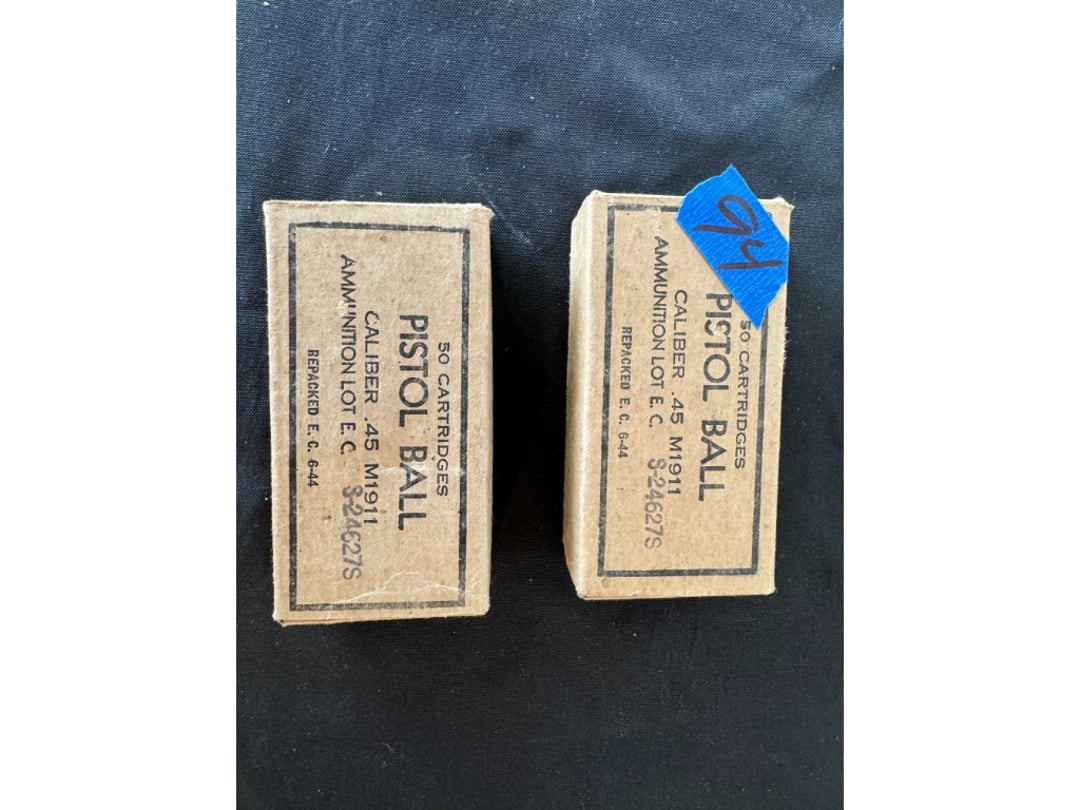 50 CARTRIDGES
PISTOL BALL
CALIBER .45 M1911
AMMUNITION LOT E. C. S-24627S
REPACKED E. C. 6-44
94
50 CARTRIDGES
PISTOL BALL
CALIBER .45 M1911
AMMUNITION LOT E. C. S-24627S
REPACKED E. C. 6-44